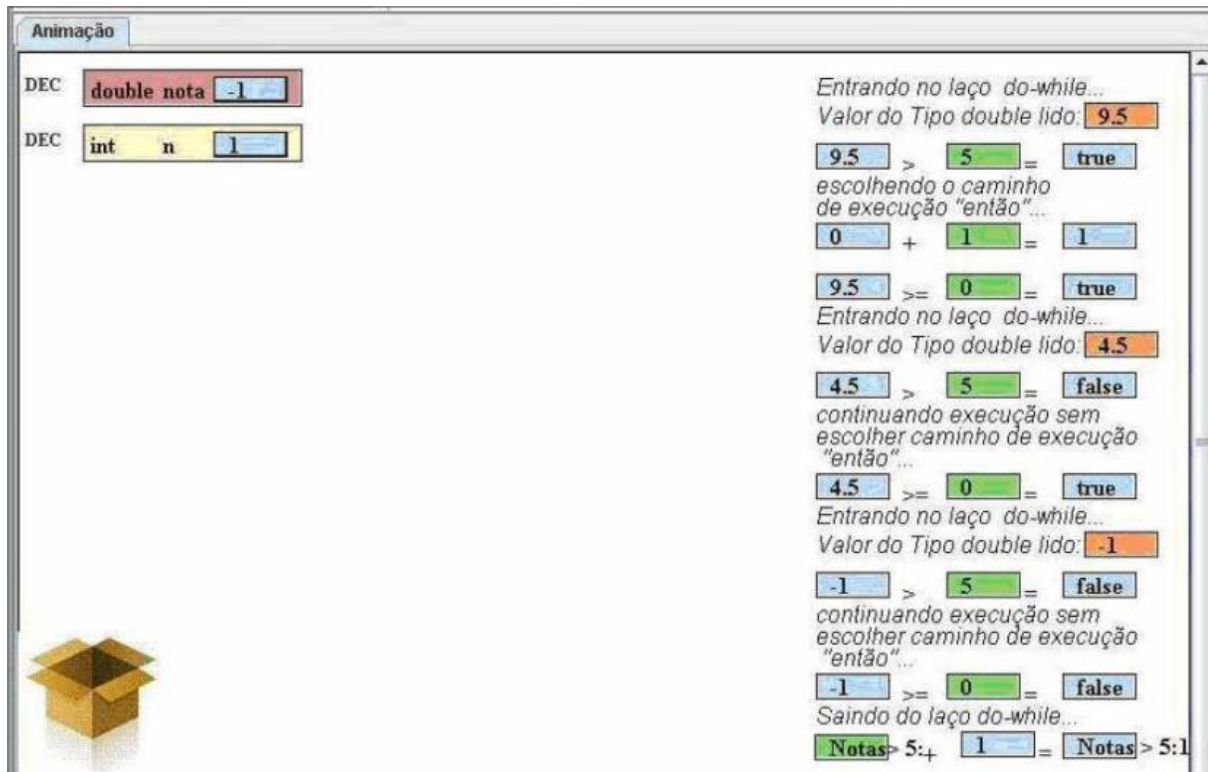 Animação
DEC double nota -1
DEC int n 1
Entrando no laço do-while...
Valor do Tipo double lido: 9.5
9.5 > 5 = true
escolhendo o caminho
de execução "então"...
0 + 1 = 1
9.5 >= 0 = true
Entrando no laço do-while...
Valor do Tipo double lido: 4.5
4.5 > 5 = false
continuando execução sem
escolher caminho de execução
"então"...
4.5 >= 0 = true
Entrando no laço do-while...
Valor do Tipo double lido: -1
-1 > 5 = false
continuando execução sem
escolher caminho de execução
"então"...
-1 >= 0 = false
Saindo do laço do-while...
Notas> 5:+ 1 = Notas > 5:1